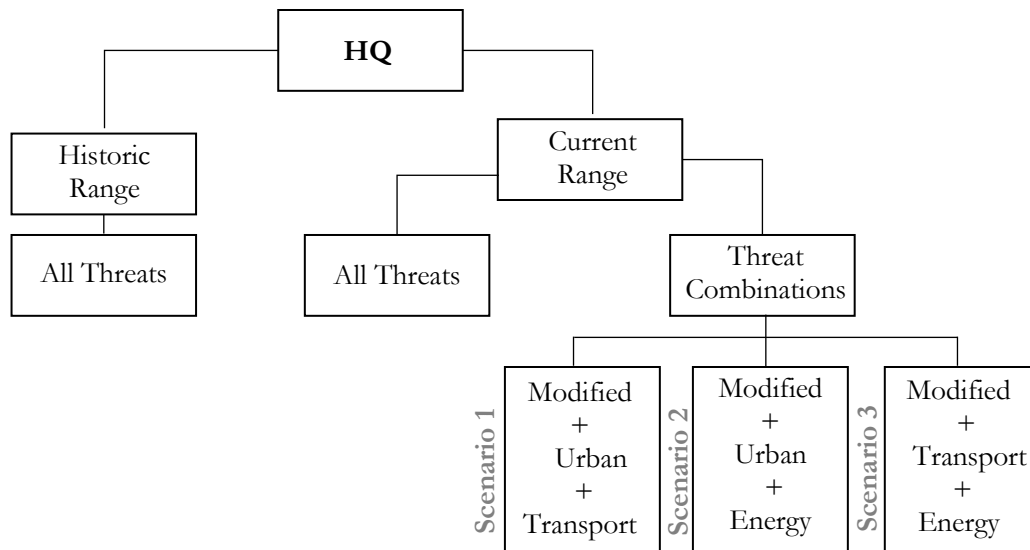 HQ
Historic
Range
Current
Range
All Threats
All Threats
Threat
Combinations
Scenario 1
Modified
+
Urban
+
Transport
Scenario 2
Modified
+
Urban
+
Energy
Scenario 3
Modified
+
Transport
+
Energy